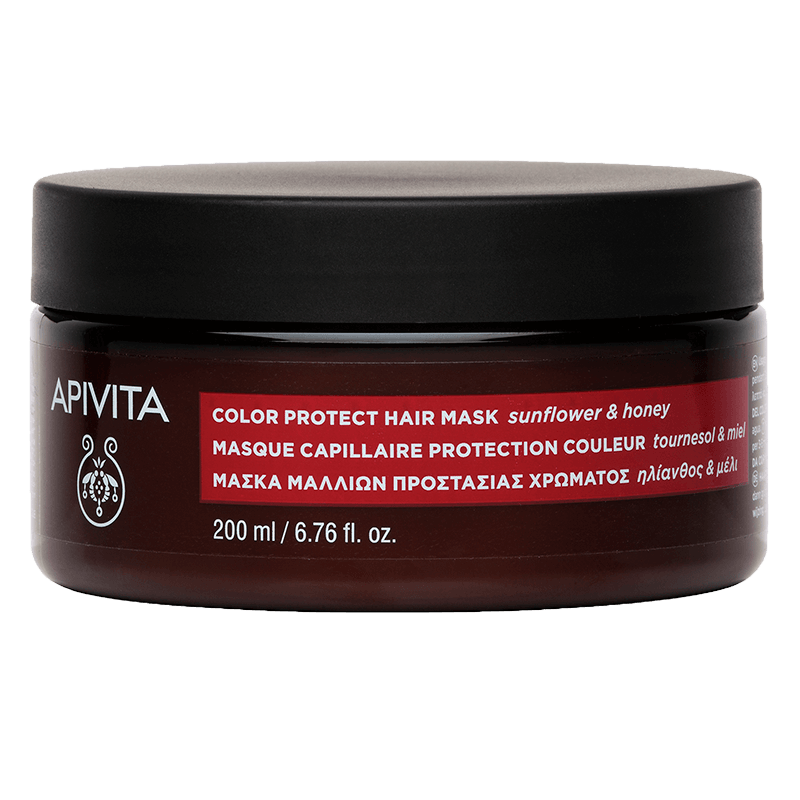 APIVITA
COLOR PROTECT HAIR MASK sunflower & honey
MASQUE CAPILLAIRE PROTECTION COULEUR tournesol & miel
ΜΑΣΚΑ ΜΑΛΛΙΩΝ ΠΡΟΣΤΑΣΙΑΣ ΧΡΩΜΑΤΟΣ ηλίανθος & μέλι
200 ml / 6.76 fl. oz.